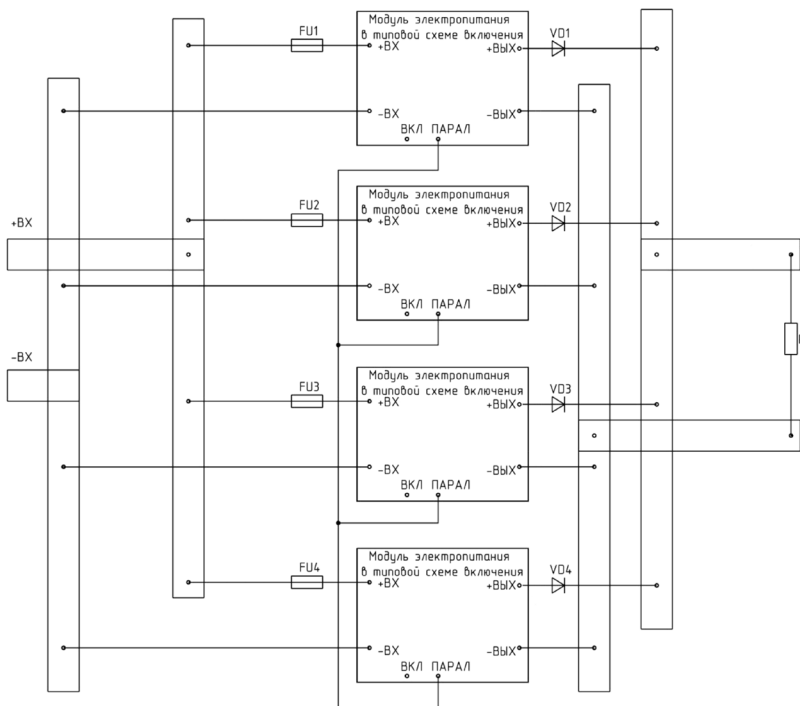 FU1
Модуль электропитания
в типовой схеме включения
+ВХ
+ВЫХ
VD1
-ВХ
-ВЫХ
ВКЛ ПАРАЛ
+ВХ
FU2
Модуль электропитания
в типовой схеме включения
+ВХ
+ВЫХ
VD2
-ВХ
-ВЫХ
ВКЛ ПАРАЛ
-ВХ
FU3
Модуль электропитания
в типовой схеме включения
+ВХ
+ВЫХ
VD3
-ВХ
-ВЫХ
ВКЛ ПАРАЛ
FU4
Модуль электропитания
в типовой схеме включения
+ВХ
+ВЫХ
VD4
-ВХ
-ВЫХ
ВКЛ ПАРАЛ